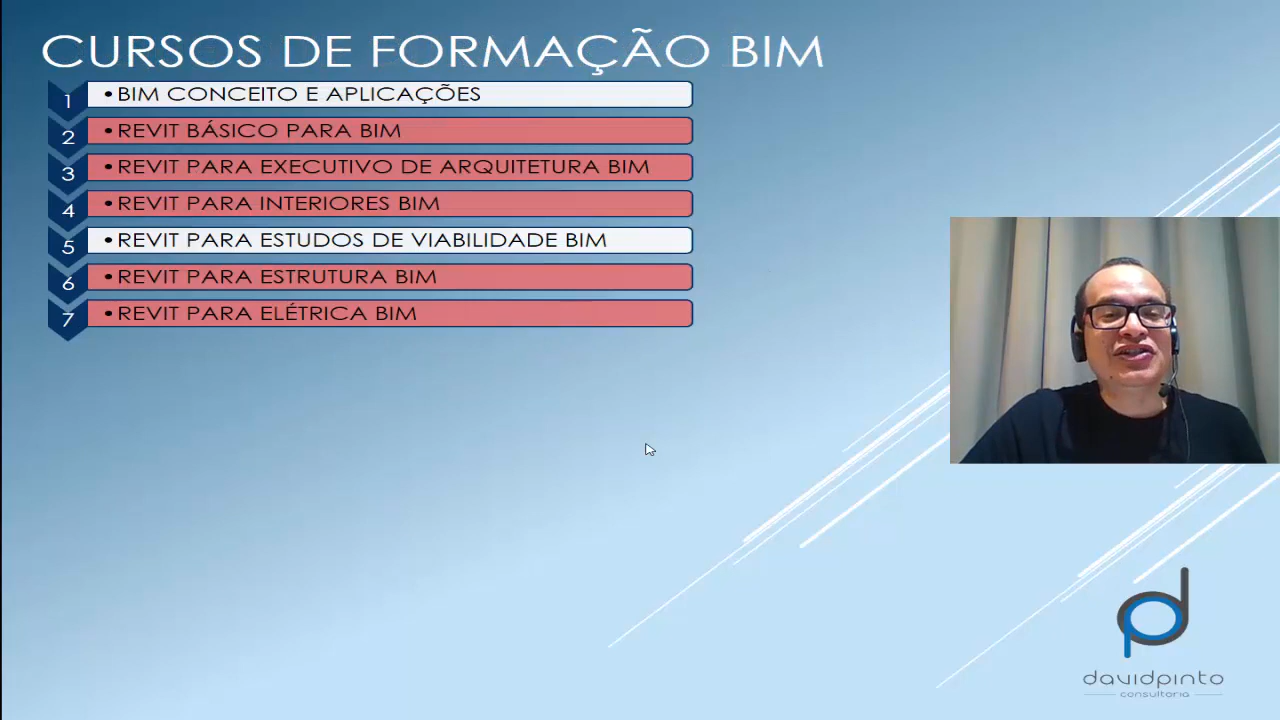 CURSOS DE FORMAÇÃO BIM
1 • BIM CONCEITO E APLICAÇÕES
2 • REVIT BÁSICO PARA BIM
3 • REVIT PARA EXECUTIVO DE ARQUITETURA BIM
4 • REVIT PARA INTERIORES BIM
5 • REVIT PARA ESTUDOS DE VIABILIDADE BIM
6 • REVIT PARA ESTRUTURA BIM
7 • REVIT PARA ELÉTRICA BIM
davidpinto
consultoria